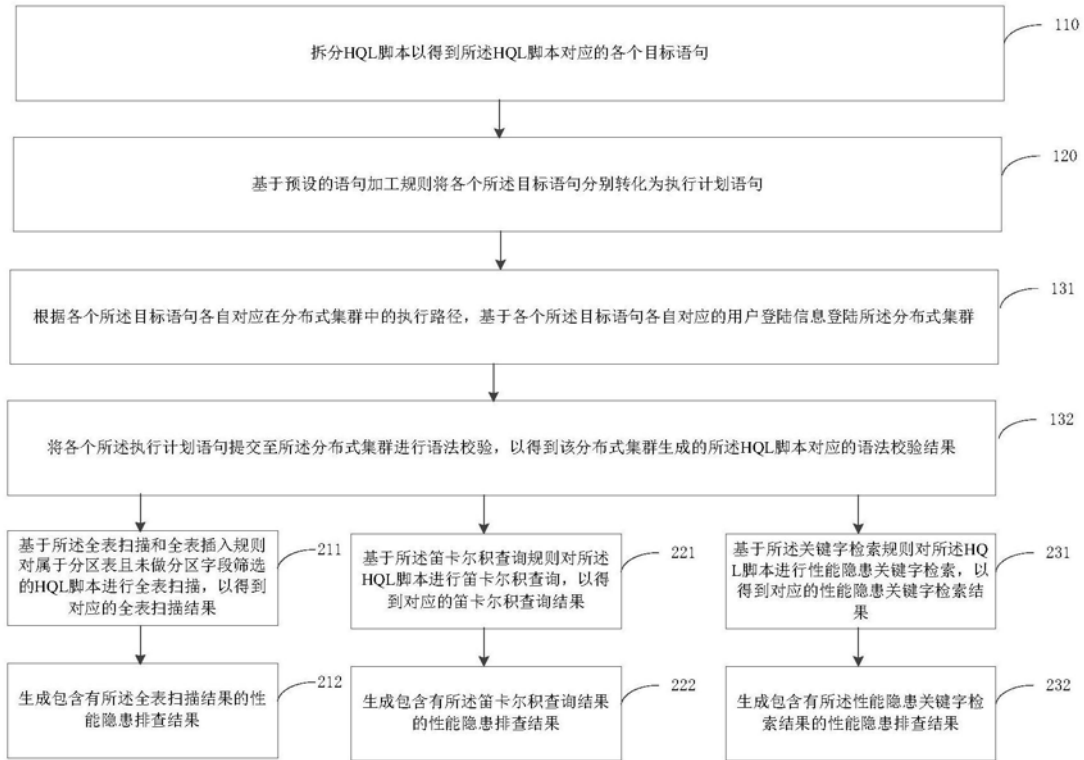 拆分HQL脚本以得到所述HQL脚本对应的各个目标语句
110
基于预设的语句加工规则将各个所述目标语句分别转化为执行计划语句
120
根据各个所述目标语句各自对应在分布式集群中的执行路径，基于各个所述目标语句各自对应的用户登陆信息登陆所述分布式集群
131
将各个所述执行计划语句提交至所述分布式集群进行语法校验，以得到该分布式集群生成的所述HQL脚本对应的语法校验结果
132
基于所述全表扫描和全表插入规则
对属于分区表且未做分区字段筛选
的HQL脚本进行全表扫描，以得到
对应的全表扫描结果
211
基于所述笛卡尔积查询规则对所述
HQL脚本进行笛卡尔积查询，以得
到对应的笛卡尔积查询结果
221
基于所述关键字检索规则对所述HQ
L脚本进行性能隐患关键字检索，以
得到对应的性能隐患关键字检索结
果
231
生成包含有所述全表扫描结果的性
能隐患排查结果
212
生成包含有所述笛卡尔积查询结果
的性能隐患排查结果
222
生成包含有所述性能隐患关键字检
索结果的性能隐患排查结果
232